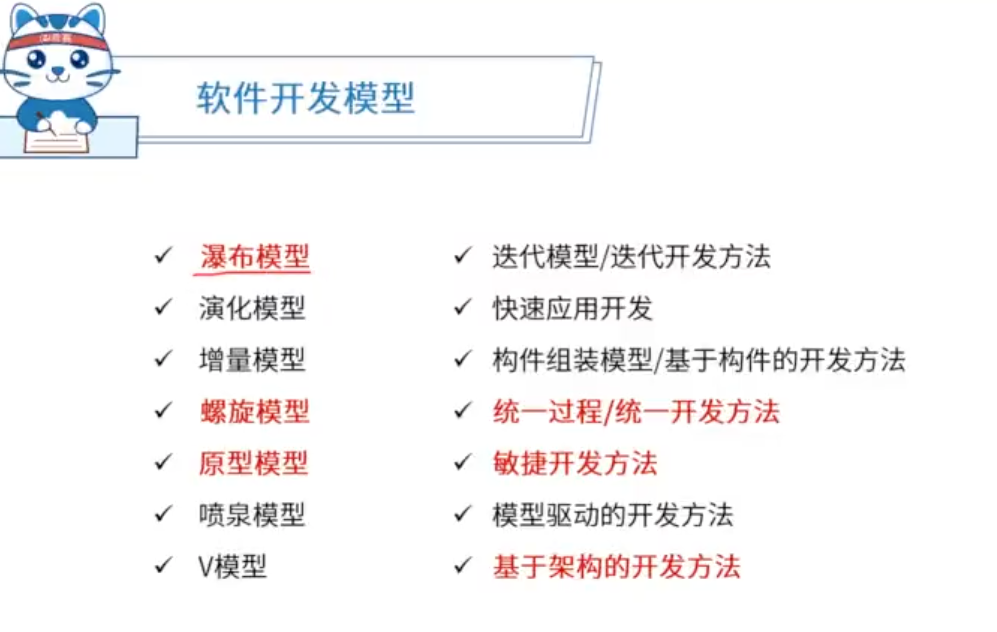 软件开发模型
✓ 瀑布模型
✓ 演化模型
✓ 增量模型
✓ 螺旋模型
✓ 原型模型
✓ 喷泉模型
✓ V模型
✓ 迭代模型/迭代开发方法
✓ 快速应用开发
✓ 构件组装模型/基于构件的开发方法
✓ 统一过程/统一开发方法
✓ 敏捷开发方法
✓ 模型驱动的开发方法
✓ 基于架构的开发方法